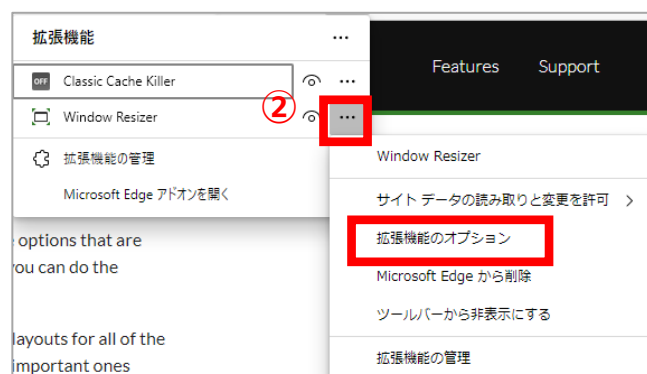 拡張機能
...
OFF Classic Cache Killer ...
Window Resizer ② ...
拡張機能の管理
Microsoft Edge アドオンを開く
Features Support
Window Resizer
サイト データの読み取りと変更を許可
拡張機能のオプション
Microsoft Edge から削除
ツールバーから非表示にする
拡張機能の管理
options that are
you can do the
layouts for all of the
important ones